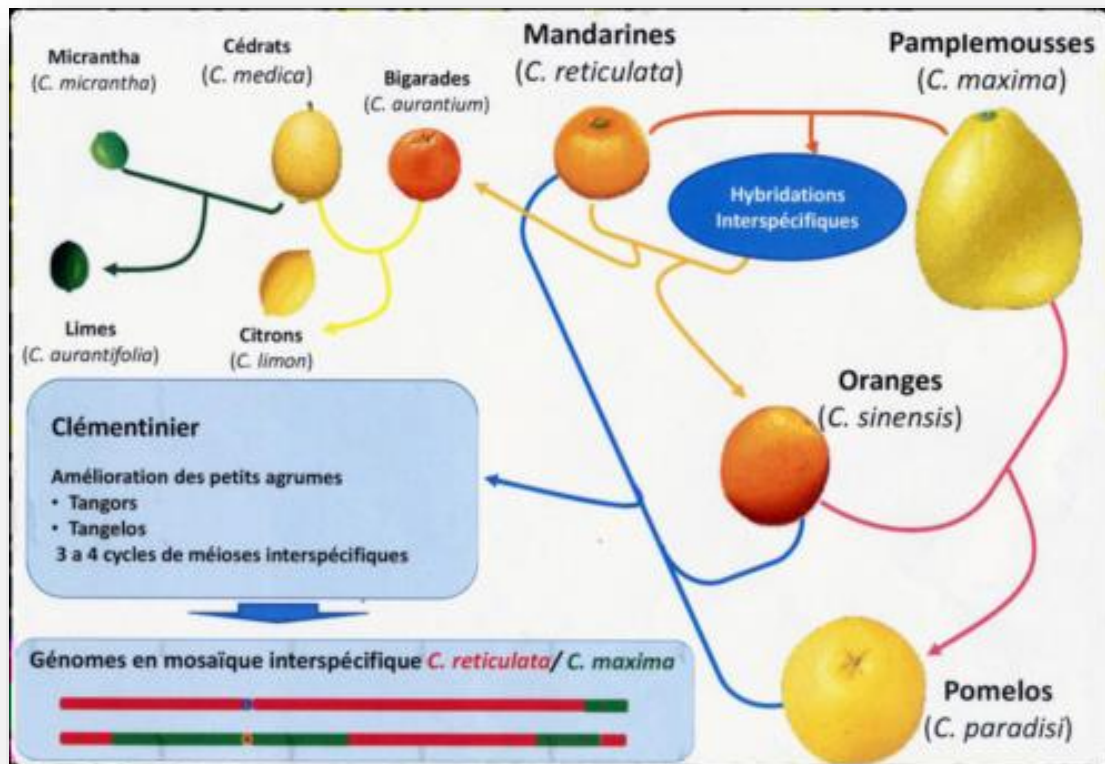 Micrantha
(C. micrantha)
Cédrats
(C. medica)
Bigarades
(C. aurantium)
Mandarines
(C. reticulata)
Pamplemousses
(C. maxima)
Hybridations
Interspécifiques
Limes
(C. aurantifolia)
Citrons
(C. limon)
Oranges
(C. sinensis)
Clémentinier
Amélioration des petits agrumes
• Tangors
• Tangelos
3 a 4 cycles de méioses interspécifiques
Génomes en mosaïque interspécifique C. reticulata/ C. maxima
Pomelos
(C. paradisi)